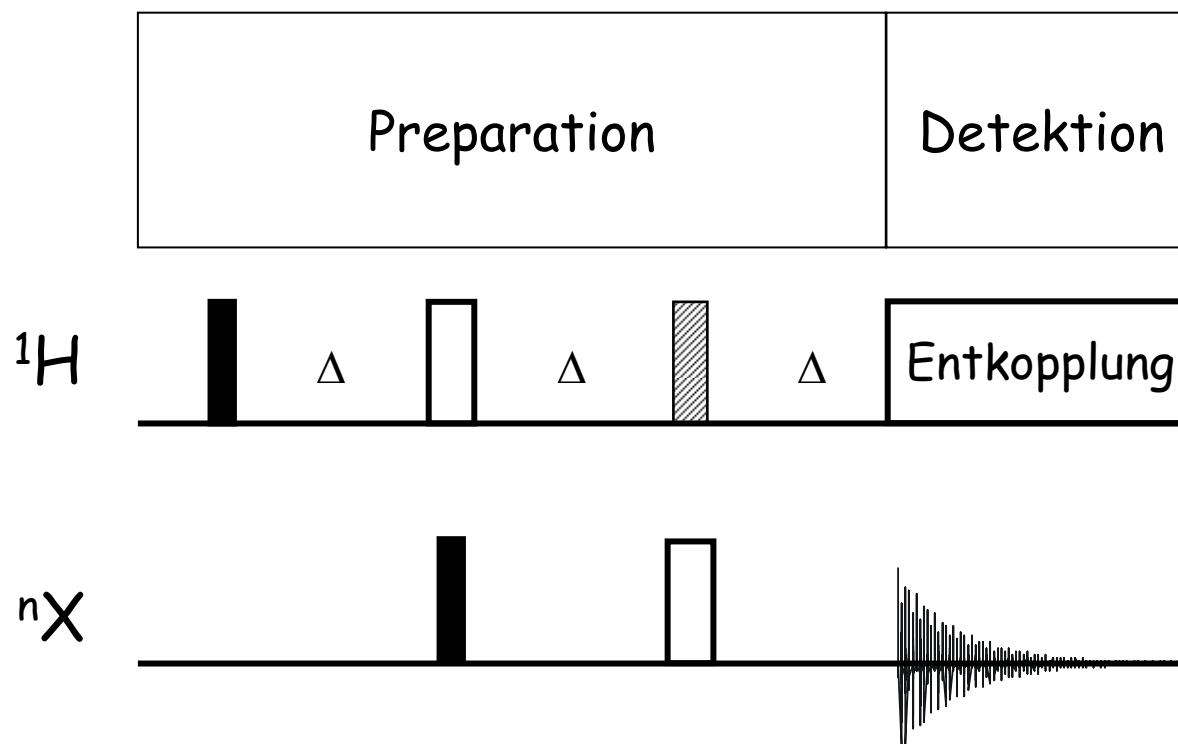 Preparation
Detektion
¹H
Δ
Δ
Δ
Entkopplung
ⁿX